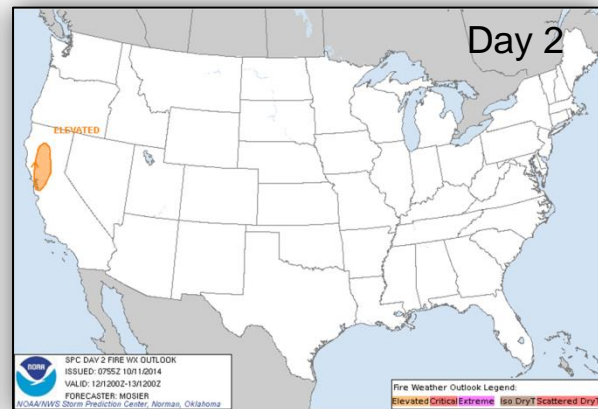 Day 2
ELEVATED
NOAA
SPC DAY 2 FIRE WX OUTLOOK
ISSUED: 0755Z 10/11/2014
VALID: 12/1200Z-13/1200Z
FORECASTER: MOSIER
NOAA/NWS Storm Prediction Center, Norman, Oklahoma
Fire Weather Outlook Legend:
Elevated Critical Extreme Iso DryT Scattered DryT